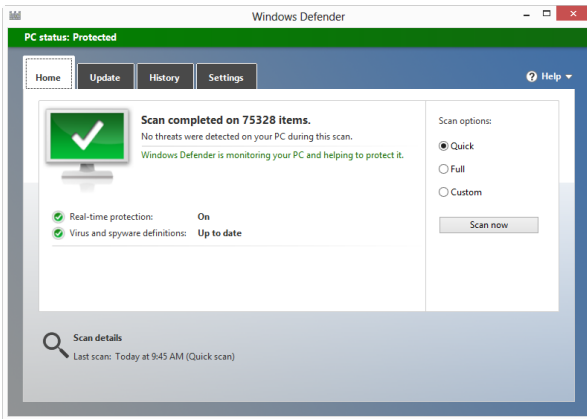 Windows Defender
PC status: Protected
Home Update History Settings Help
Scan completed on 75328 items.
No threats were detected on your PC during this scan.
Windows Defender is monitoring your PC and helping to protect it.
Real-time protection: On
Virus and spyware definitions: Up to date
Scan options:
Quick
Full
Custom
Scan now
Scan details
Last scan: Today at 9:45 AM (Quick scan)